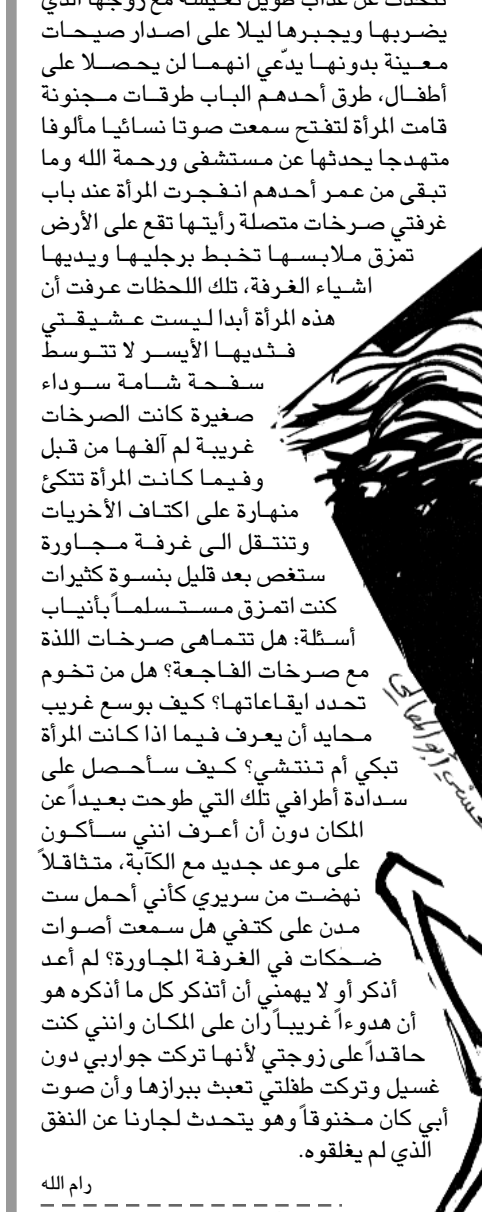 تتحدث عن عذاب طويل تعيشه مع زوجها الذي
يضربها ويجبرها ليلا على اصدار صيحات
معينة بدونها يدّعي انهما لن يحصلا على
أطفال، طرق أحدهم الباب طرقات مجنونة
قامت المرأة لتفتح سمعت صوتا نسائيا مألوفا
متهدجا يحدثها عن مستشفى ورحمة الله وما
تبقى من عمر أحدهم انفجرت المرأة عند باب
غرفتي صرخات متصلة رأيتها تقع على الأرض
تمزق ملابسها تخبط برجليها ويديها
اشياء الغرفة، تلك اللحظات عرفت أن
هذه المرأة أبدا ليست عشيقتي
فثديها الأيسر لا تتوسط
سفحة شامة سوداء
صغيرة كانت الصرخات
غريبة لم آلفها من قبل
وفيما كانت المرأة تتكئ
منهارة على اكتاف الأخريات
وتنتقل الى غرفة مجاورة
ستغص بعد قليل بنسوة كثيرات
كنت اتمزق مستسلماً بأنياب
أسئلة: هل تتماهى صرخات اللذة
مع صرخات الفاجعة؟ هل من تخوم
تحدد ايقاعاتها؟ كيف بوسع غريب
محايد أن يعرف فيما اذا كانت المرأة
تبكي أم تنتشي؟ كيف سأحصل على
سدادة أطرافي تلك التي طوحت بعيداً عن
المكان دون أن أعرف انني سأكون
على موعد جديد مع الكآبة، متثاقلاً
نهضت من سريري كأني أحمل ست
مدن على كتفي هل سمعت أصوات
ضحكات في الغرفة المجاورة؟ لم أعد
أذكر أو لا يهمني أن أتذكر كل ما أذكره هو
أن هدوءاً غريباً ران على المكان وانني كنت
حاقداً على زوجتي لأنها تركت جواربي دون
غسيل وتركت طفلتي تعبث ببرازها وأن صوت
أبي كان مخنوقاً وهو يتحدث لجارنا عن النفق
الذي لم يغلقوه.
رام الله